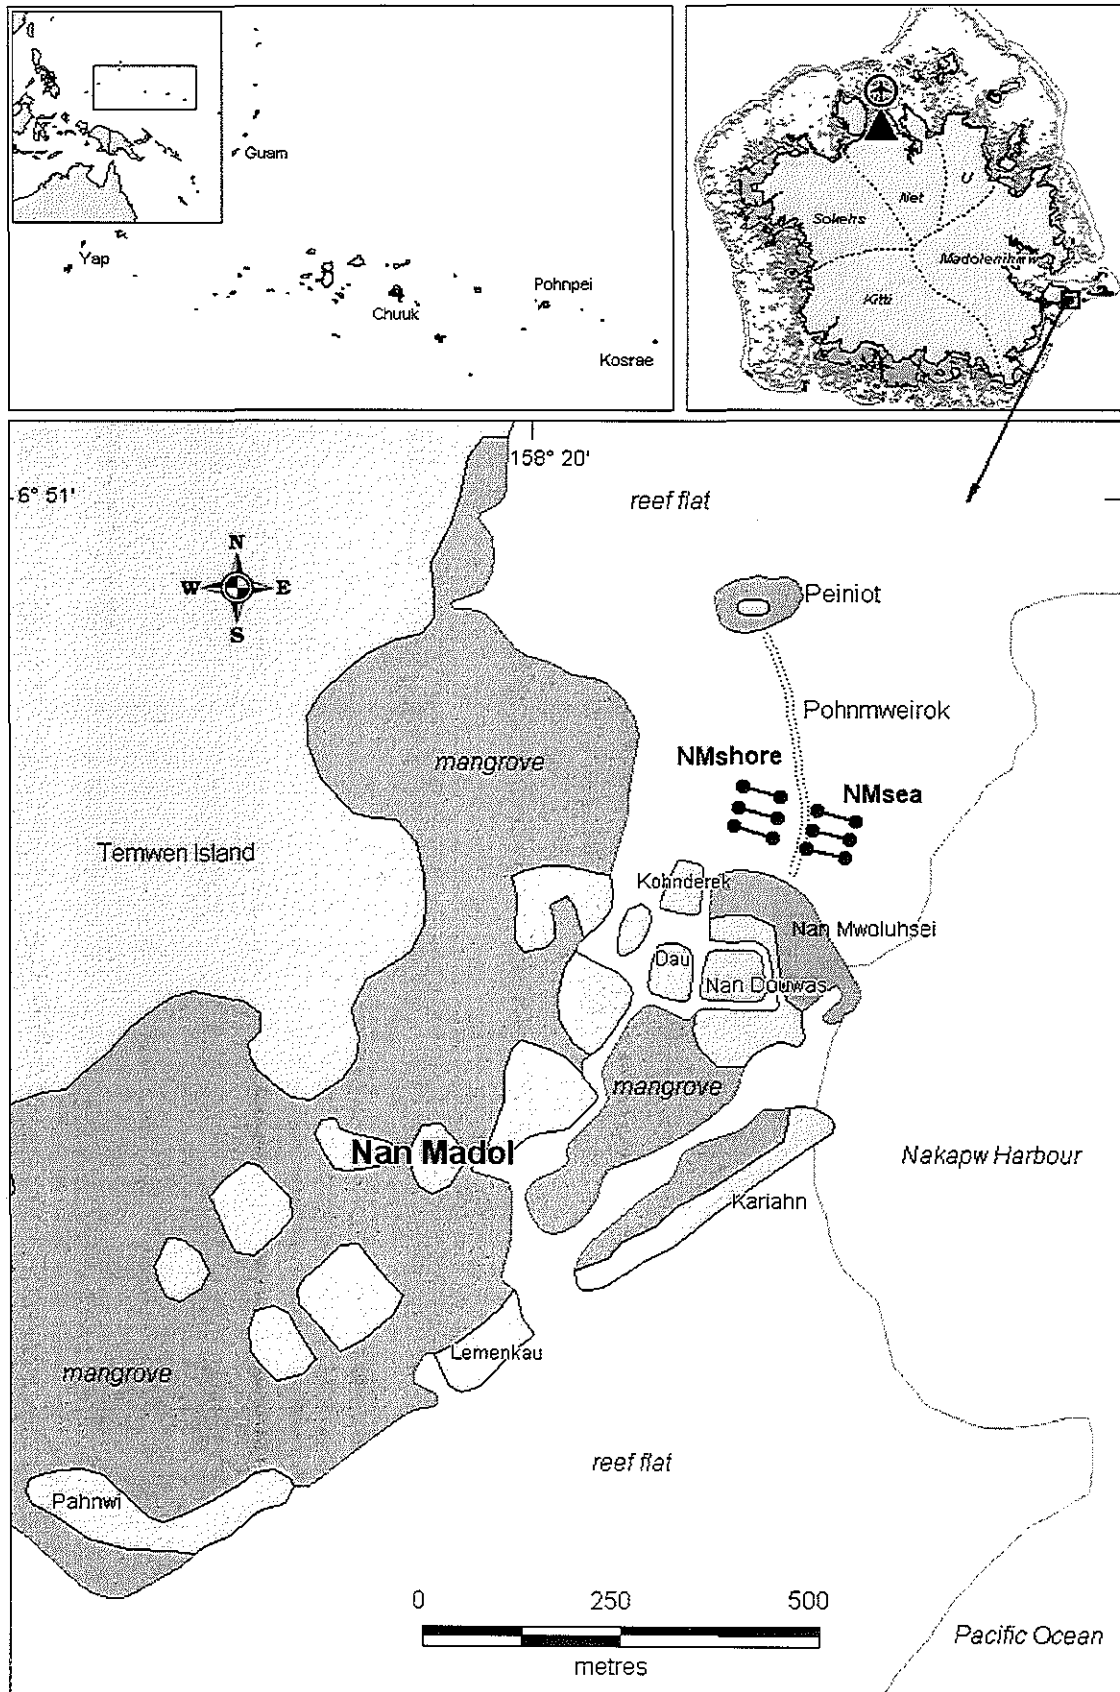 Guam
Yap
Chuuk
Pohnpei
Kosrae
U
Net
Sokehs
Madolenihmw
Kitti
158° 20'
6° 51'
reef flat
N
W
E
S
Peiniot
Pohnmweirok
mangrove
NMshore
NMsea
Temwen Island
Kohnderek
Nan Mwoluhsei
Dau
Nan Douwas
mangrove
Nan Madol
Nakapw Harbour
Kariahn
Lemenkau
mangrove
reef flat
Pahnwi
0 250 500
metres
Pacific Ocean